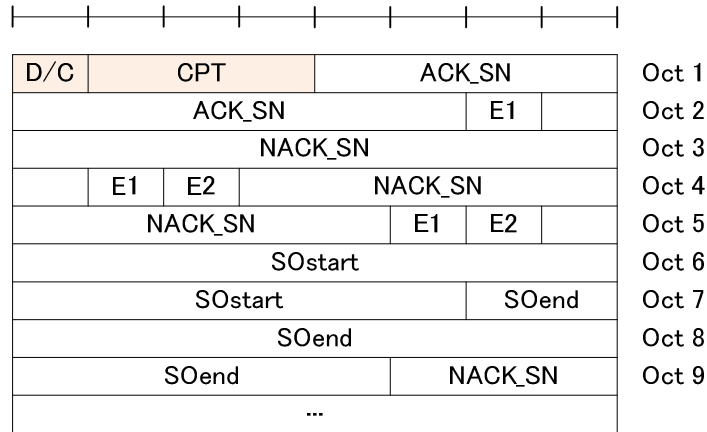 D/C CPT ACK_SN Oct 1
ACK_SN E1 Oct 2
NACK_SN Oct 3
E1 E2 NACK_SN Oct 4
NACK_SN E1 E2 Oct 5
SOstart Oct 6
SOstart SOend Oct 7
SOend Oct 8
SOend NACK_SN Oct 9
...